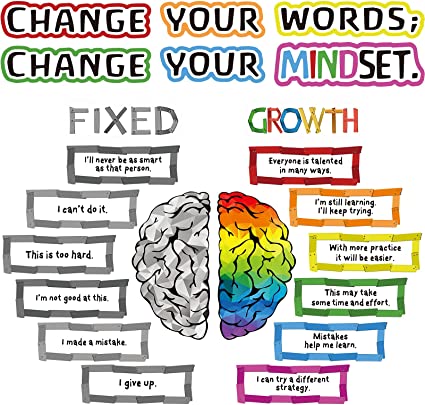 CHANGE YOUR WORDS;
CHANGE YOUR MINDSET.
FIXED
GROWTH
I'll never be as smart
as that person.
Everyone is talented
in many ways.
I can't do it.
I'm still learning.
I'll keep trying.
This is too hard.
With more practice
it will be easier.
I'm not good at this.
This may take
some time and effort.
I made a mistake.
Mistakes
help me learn.
I give up.
I can try a different
strategy.